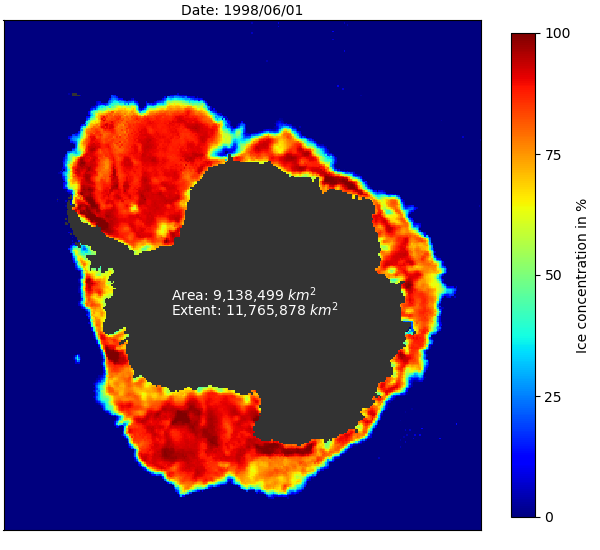 Date: 1998/06/01
100
75
50
25
0
Ice concentration in %
Area: 9,138,499 km²
Extent: 11,765,878 km²